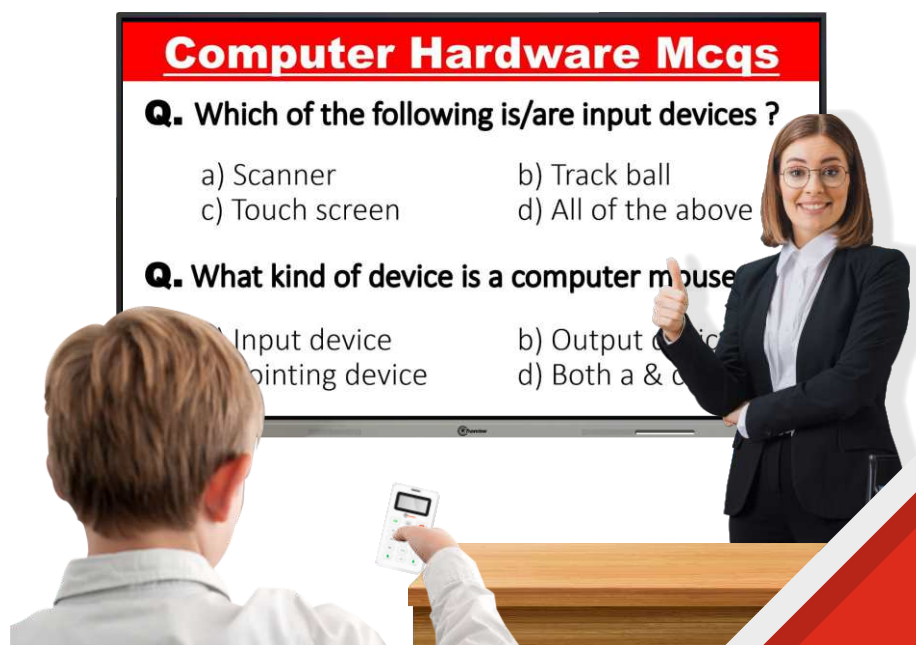 Computer Hardware Mcqs
Q. Which of the following is/are input devices ?
a) Scanner b) Track ball
c) Touch screen d) All of the above
Q. What kind of device is a computer mouse
Input device b) Output
device d) Both a &